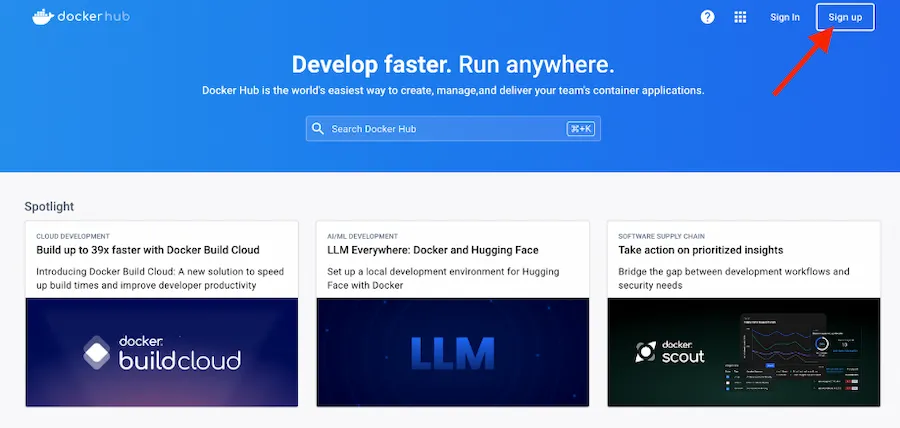 dockerhub
?
Sign In
Sign up
Develop faster. Run anywhere.
Docker Hub is the world's easiest way to create, manage,and deliver your team's container applications.
Search Docker Hub
⌘+K
Spotlight
CLOUD DEVELOPMENT
Build up to 39x faster with Docker Build Cloud
Introducing Docker Build Cloud: A new solution to speed
up build times and improve developer productivity
docker.
buildcloud
AI/ML DEVELOPMENT
LLM Everywhere: Docker and Hugging Face
Set up a local development environment for Hugging
Face with Docker
LLM
SOFTWARE SUPPLY CHAIN
Take action on prioritized insights
Bridge the gap between development workflows and
security needs
docker.
scout